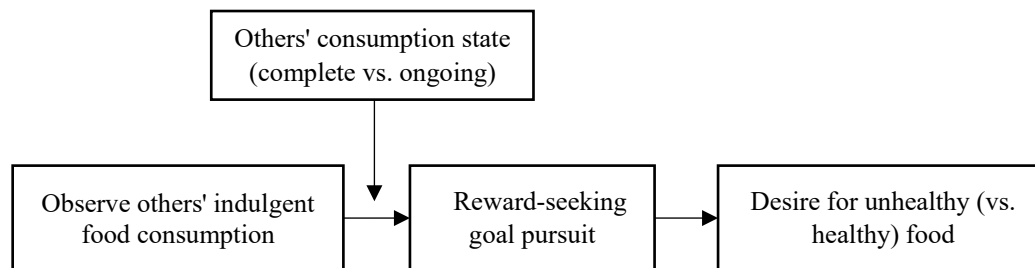 Others' consumption state
(complete vs. ongoing)
Observe others' indulgent
food consumption
Reward-seeking
goal pursuit
Desire for unhealthy (vs.
healthy) food